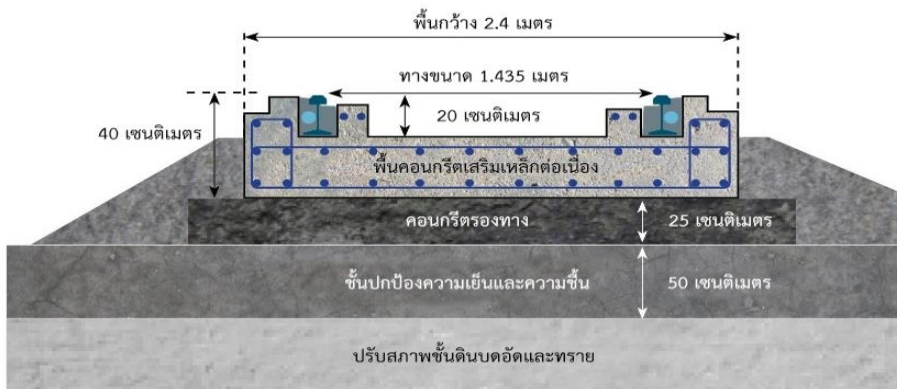 พื้นกว้าง 2.4 เมตร
ทางขนาด 1.435 เมตร
40 เซนติเมตร
20 เซนติเมตร
พื้นคอนกรีตเสริมเหล็กต่อเนื่อง
คอนกรีตรองทาง
25 เซนติเมตร
ชั้นปกป้องความเย็นและความชื้น
50 เซนติเมตร
ปรับสภาพชั้นดินบดอัดและทราย